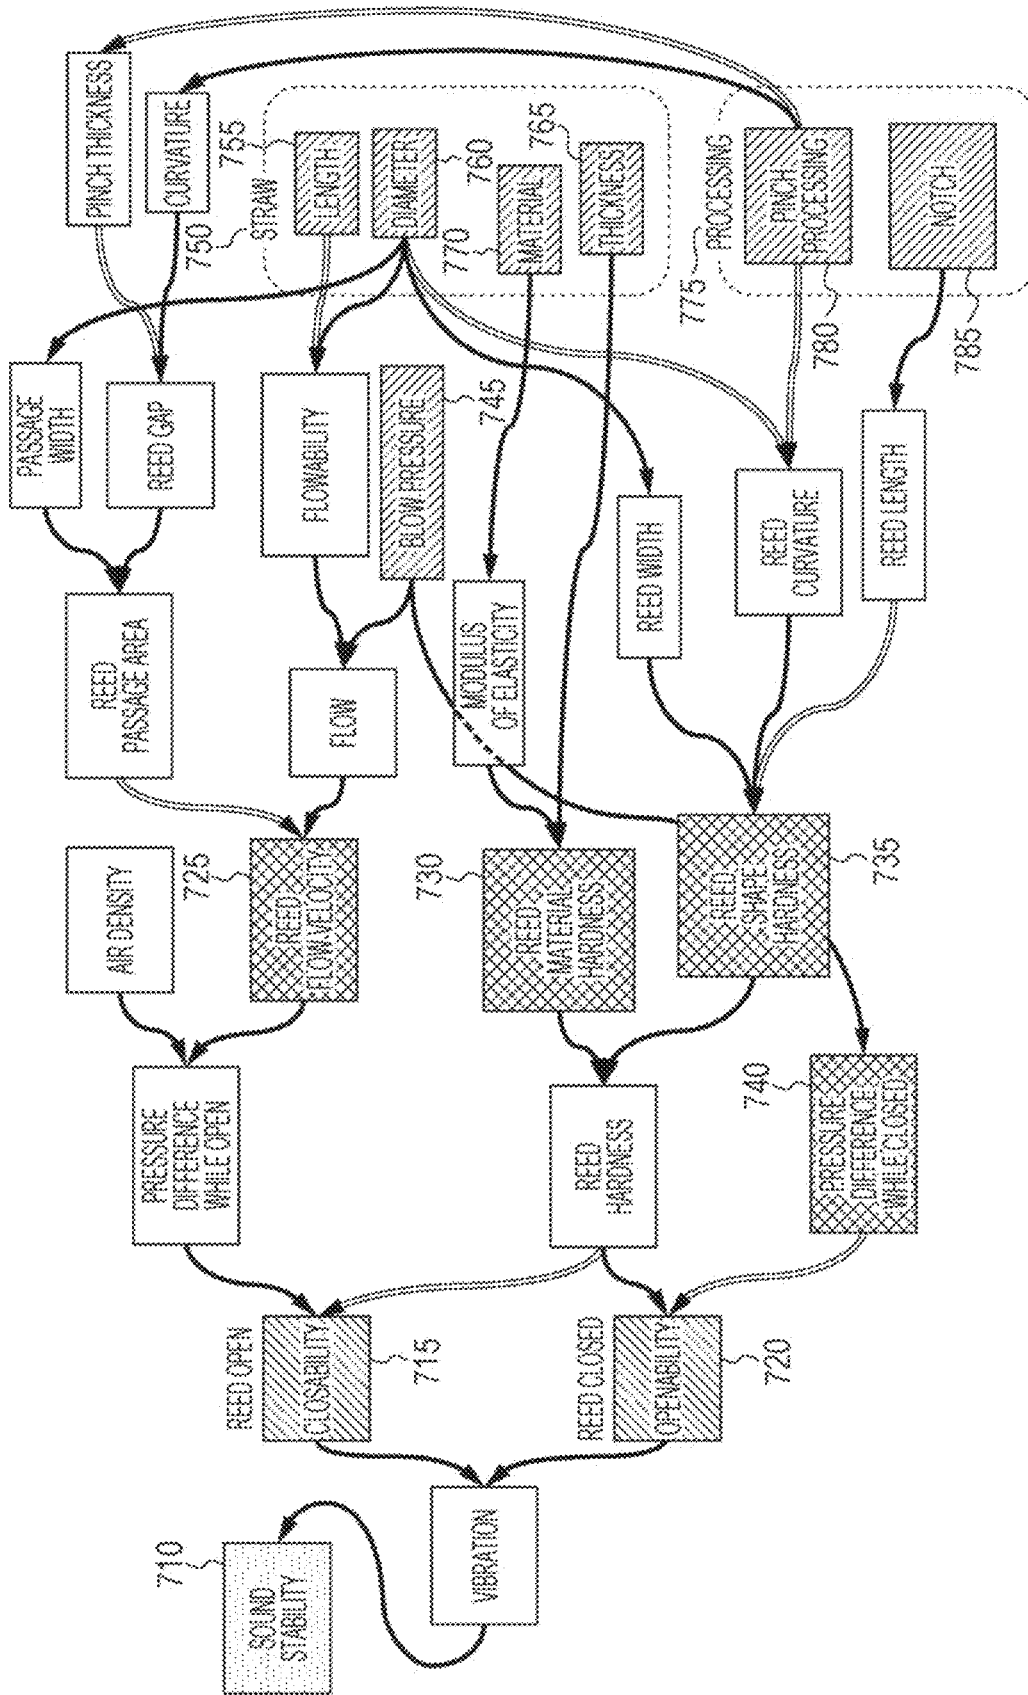 PINCH THICKNESS
CURVATURE
750
STRAW
755
LENGTH
DIAMETER
760
770
MATERIAL
765
THICKNESS
775
PROCESSING
PINCH
PROCESSING
780
NOTCH
785
PASSAGE
WIDTH
REED GAP
FLOWABILITY
BLOW PRESSURE
745
REED WIDTH
REED
CURVATURE
REED LENGTH
REED
PASSAGE AREA
FLOW
MODULUS
OF ELASTICITY
AIR DENSITY
725
REED
FLOW VELOCITY
730
REED
MATERIAL
HARDNESS
REED
SHAPE
HARDNESS
735
PRESSURE
DIFFERENCE
WHILE OPEN
REED
HARDNESS
740
PRESSURE
DIFFERENCE
WHILE CLOSED
REED OPEN
CLOSABILITY
715
REED CLOSED
OPENABILITY
720
VIBRATION
710
SOUND
STABILITY